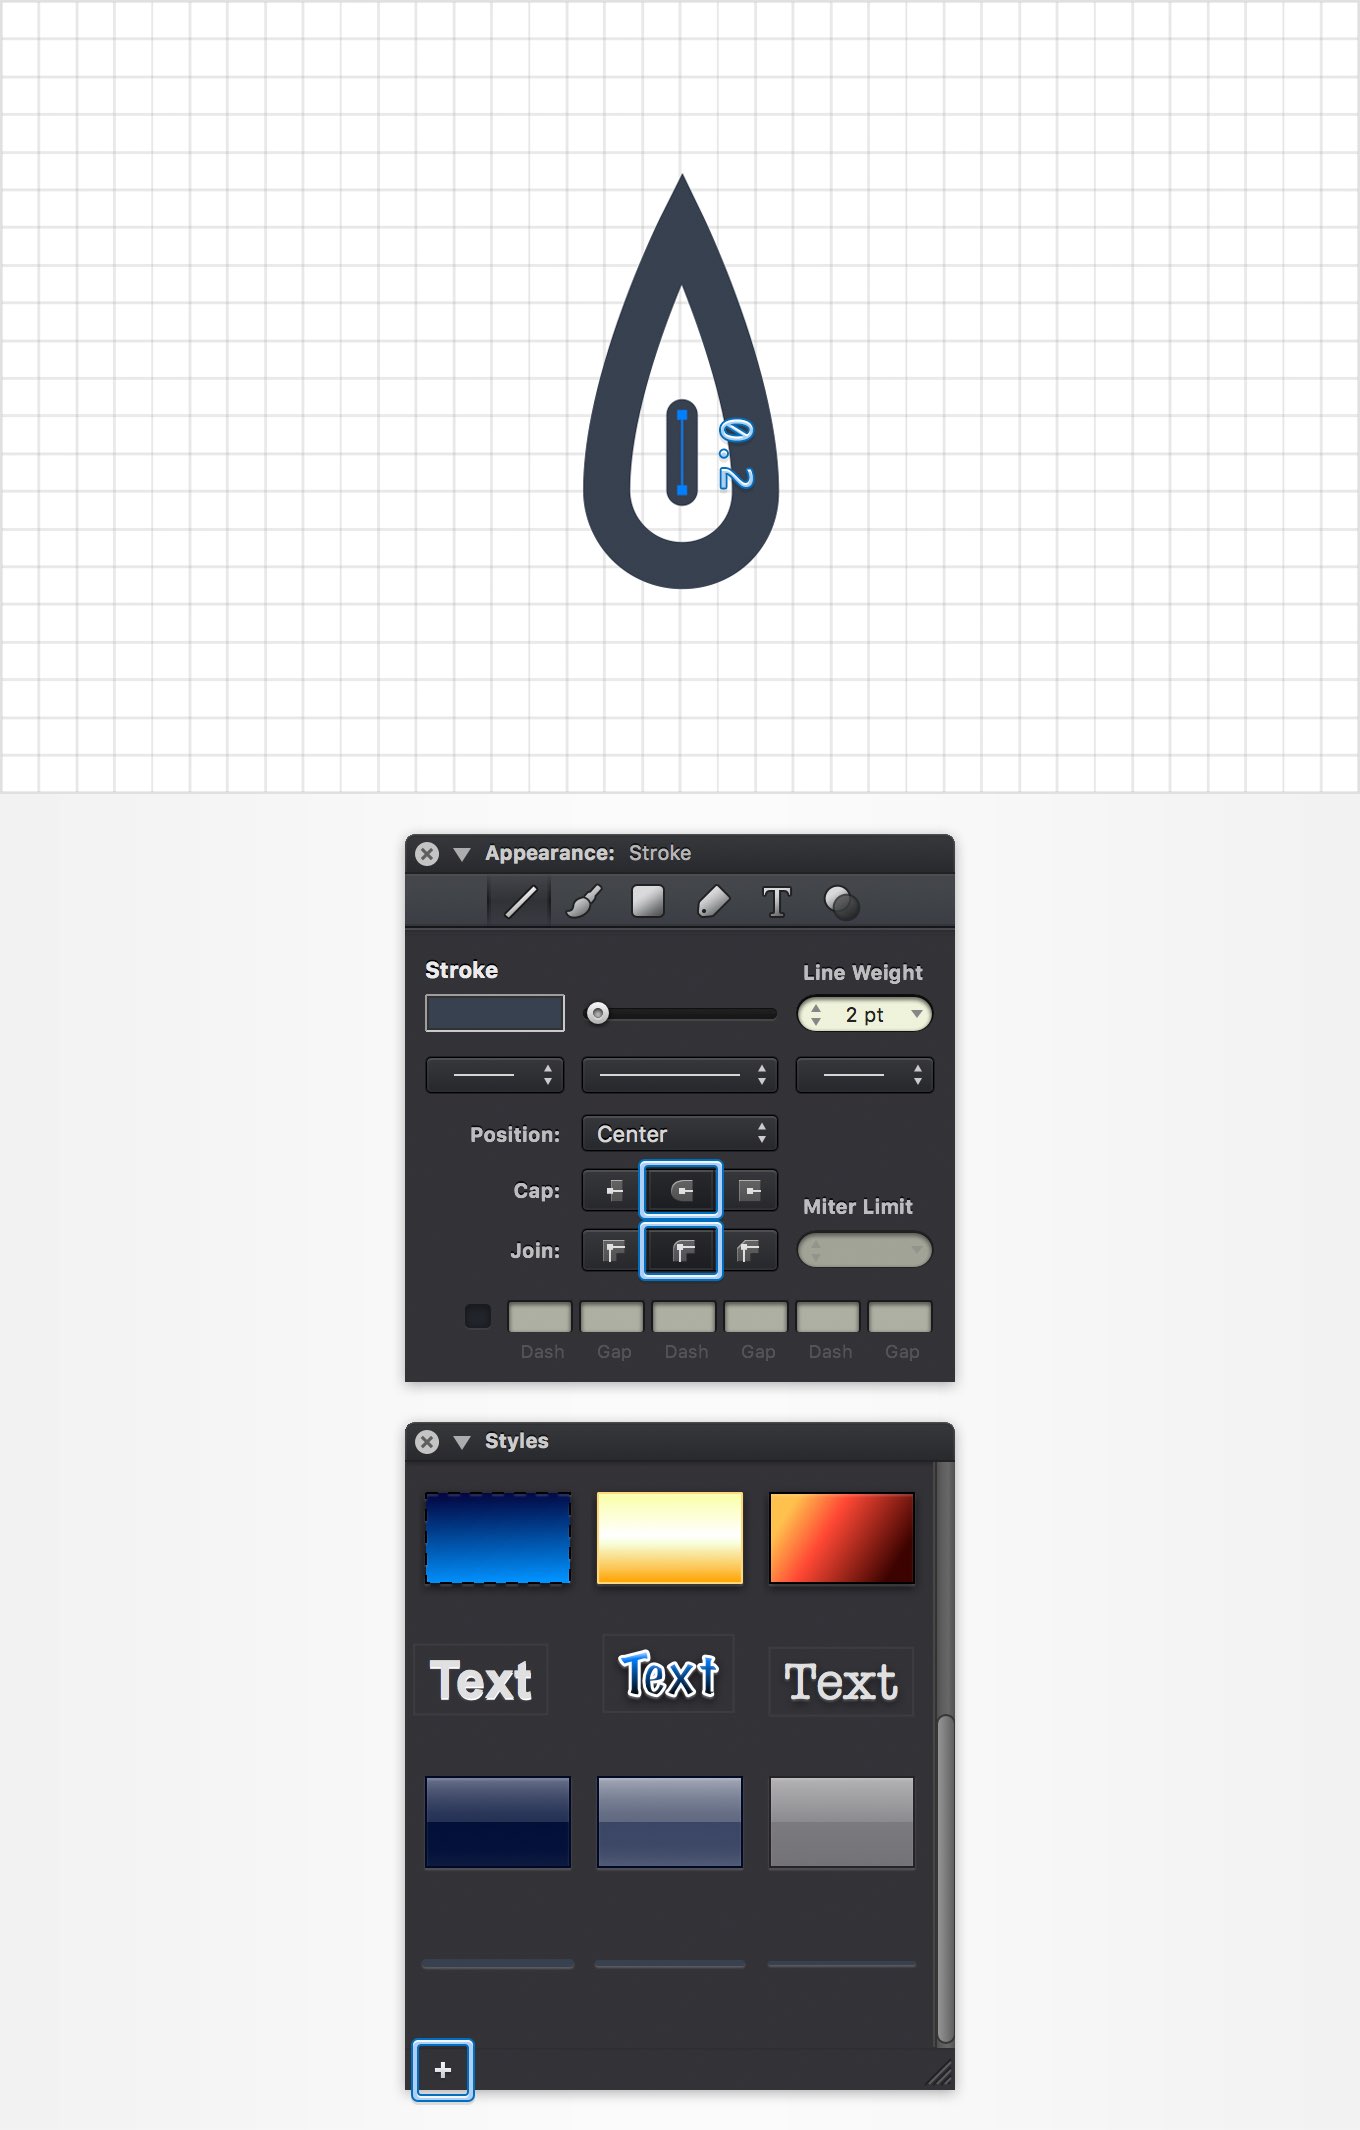 0.2
Appearance: Stroke
T
Stroke
Line Weight
2 pt
Position: Center
Cap:
Miter Limit
Join:
Dash Gap Dash Gap Dash Gap
Styles
Text Text Text
+